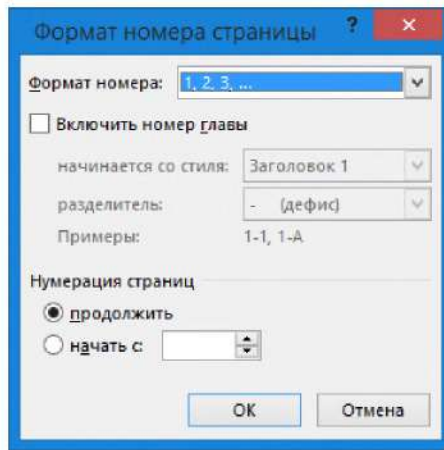 Формат номера страницы ?
Формат номера: 1, 2, 3, ...
Включить номер главы
начинается со стиля: Заголовок 1
разделитель: - (дефис)
Примеры: 1-1, 1-A
Нумерация страниц
продолжить
начать с:
OK Отмена